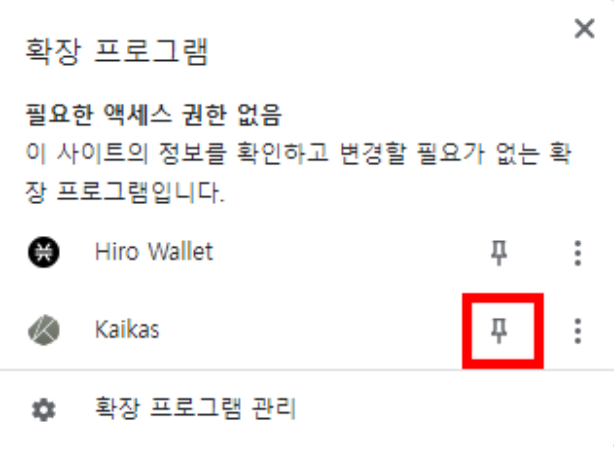 확장 프로그램
필요한 액세스 권한 없음
이 사이트의 정보를 확인하고 변경할 필요가 없는 확
장 프로그램입니다.
Hiro Wallet
Kaikas
확장 프로그램 관리